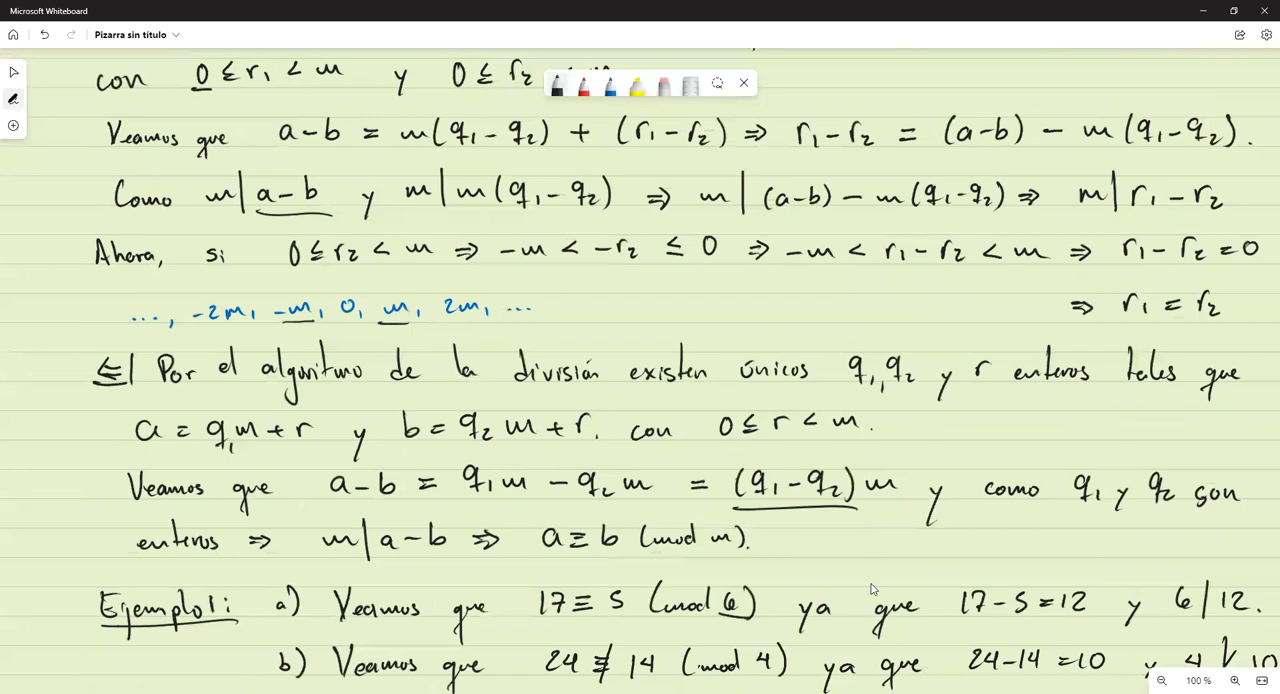 Microsoft Whiteboard
Pizarra sin título
con 0 ≤ r₁ < m y 0 ≤ r₂
Veamos que a-b = m(q₁-q₂) + (r₁-r₂) ⇒ r₁-r₂ = (a-b) - m(q₁-q₂).
Como m|a-b y m|m(q₁-q₂) ⇒ m|(a-b) - m(q₁-q₂) ⇒ m|r₁-r₂
Ahora, si 0 ≤ r₂ < m ⇒ -m < -r₂ ≤ 0 ⇒ -m < r₁-r₂ < m ⇒ r₁-r₂ = 0
..., -2m, -m, 0, m, 2m, ... ⇒ r₁ = r₂
⇐| Por el algoritmo de la división existen únicos q₁,q₂ y r enteros tales que
a = q₁m+r y b = q₂m+r, con 0 ≤ r < m.
Veamos que a-b = q₁m - q₂m = (q₁-q₂)m y como q₁ y q₂ son
enteros ⇒ m|a-b ⇒ a ≡ b (mod m).
Ejemplo1: a) Veamos que 17 ≡ 5 (mod 6) ya que 17-5=12 y 6/12.
b) Veamos que 24 ≢ 14 (mod 4) ya que 24-14=10 y 4∤10
100 %